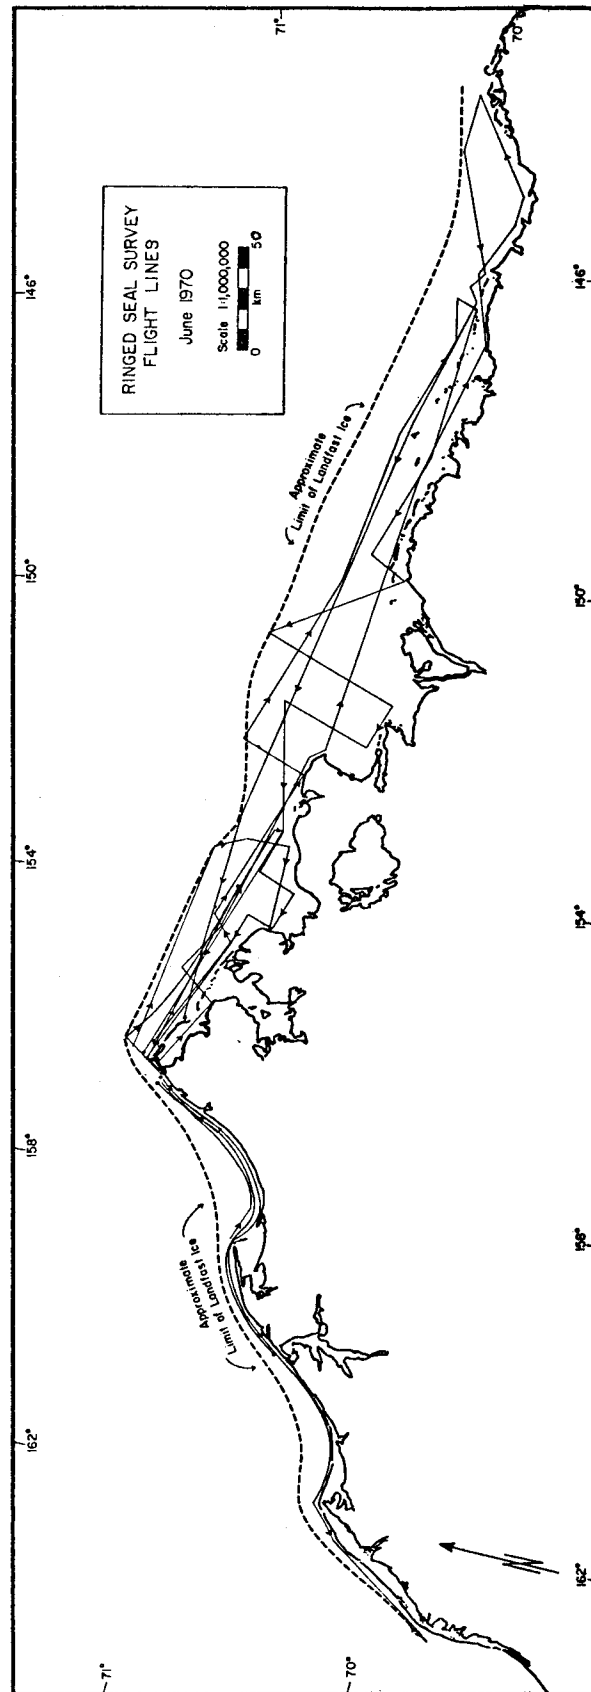 RINGED SEAL SURVEY
FLIGHT LINES
June 1970
Scale 1:1,000,000
0 km 50
Approximate
Limit of Landfast Ice
Approximate
Limit of Landfast Ice
71°
70°
146°
146°
150°
150°
154°
154°
158°
158°
162°
162°
71°
70°
N